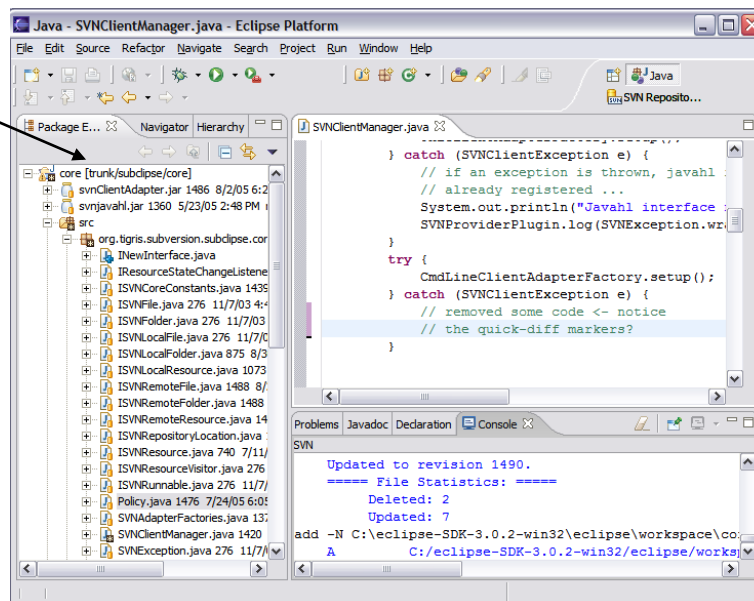 Java - SVNClientManager.java - Eclipse Platform
File Edit Source Refactor Navigate Search Project Run Window Help
Java
SVN Reposito...
Package E... Navigator Hierarchy
SVNClientManager.java
core [trunk/subclipse/core]
svnClientAdapter.jar 1486 8/2/05 6:2
svnjavahl.jar 1360 5/23/05 2:48 PM
src
org.tigris.subversion.subclipse.cor
INewInterface.java
IResourceStateChangeListene
ISVNCoreConstants.java 1439
ISVNFile.java 276 11/7/03 4:4
ISVNFolder.java 276 11/7/03
ISVNLocalFile.java 276 11/7/0
ISVNLocalFolder.java 875 8/3
ISVNLocalResource.java 1073
ISVNRemoteFile.java 1488 8/
ISVNRemoteFolder.java 1488
ISVNRemoteResource.java 14
ISVNRepositoryLocation.java
ISVNResource.java 740 7/11/
ISVNResourceVisitor.java 276
ISVNRunnable.java 276 11/7/
Policy.java 1476 7/24/05 6:05
SVNAdapterFactories.java 137
SVNClientManager.java 1420
SVNException.java 276 11/7/
} catch (SVNClientException e) {
// if an exception is thrown, javahl
// already registered ...
System.out.println("Javahl interface
SVNProviderPlugin.log(SVNException.wr
}
try {
CmdLineClientAdapterFactory.setup();
} catch (SVNClientException e) {
// removed some code <- notice
// the quick-diff markers?
}
Problems Javadoc Declaration Console
SVN
Updated to revision 1490.
===== File Statistics: =====
Deleted: 2
Updated: 7
add -N C:\eclipse-SDK-3.0.2-win32\eclipse\workspace\co
A C:/eclipse-SDK-3.0.2-win32/eclipse/works